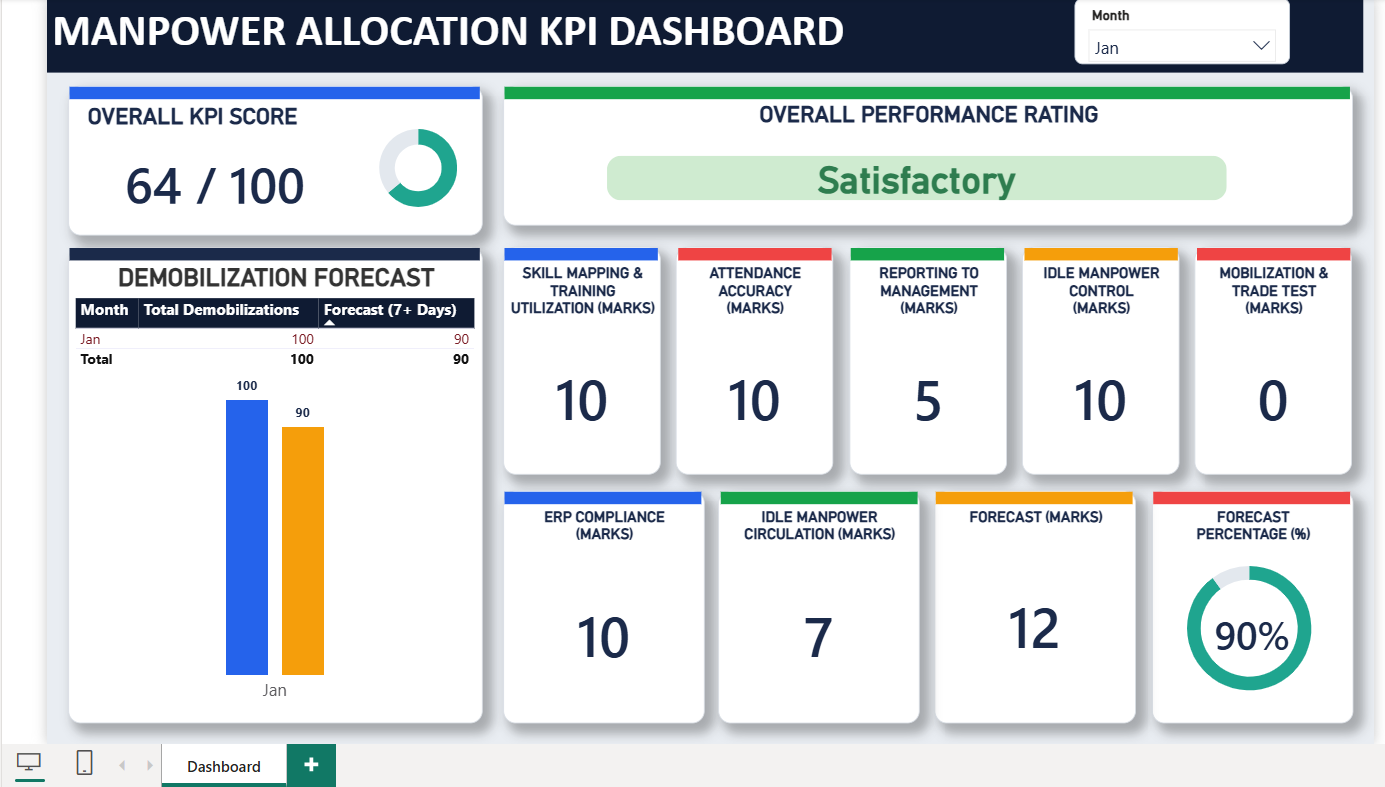 MANPOWER ALLOCATION KPI DASHBOARD
Month
Jan
OVERALL KPI SCORE
64 / 100
OVERALL PERFORMANCE RATING
Satisfactory
DEMOBILIZATION FORECAST
Month Total Demobilizations Forecast (7+ Days)
Jan 100 90
Total 100 90
100
90
Jan
SKILL MAPPING &
TRAINING
UTILIZATION (MARKS)
10
ATTENDANCE
ACCURACY
(MARKS)
10
REPORTING TO
MANAGEMENT
(MARKS)
5
IDLE MANPOWER
CONTROL
(MARKS)
10
MOBILIZATION &
TRADE TEST
(MARKS)
0
ERP COMPLIANCE
(MARKS)
10
IDLE MANPOWER
CIRCULATION (MARKS)
7
FORECAST (MARKS)
12
FORECAST
PERCENTAGE (%)
90%
Dashboard